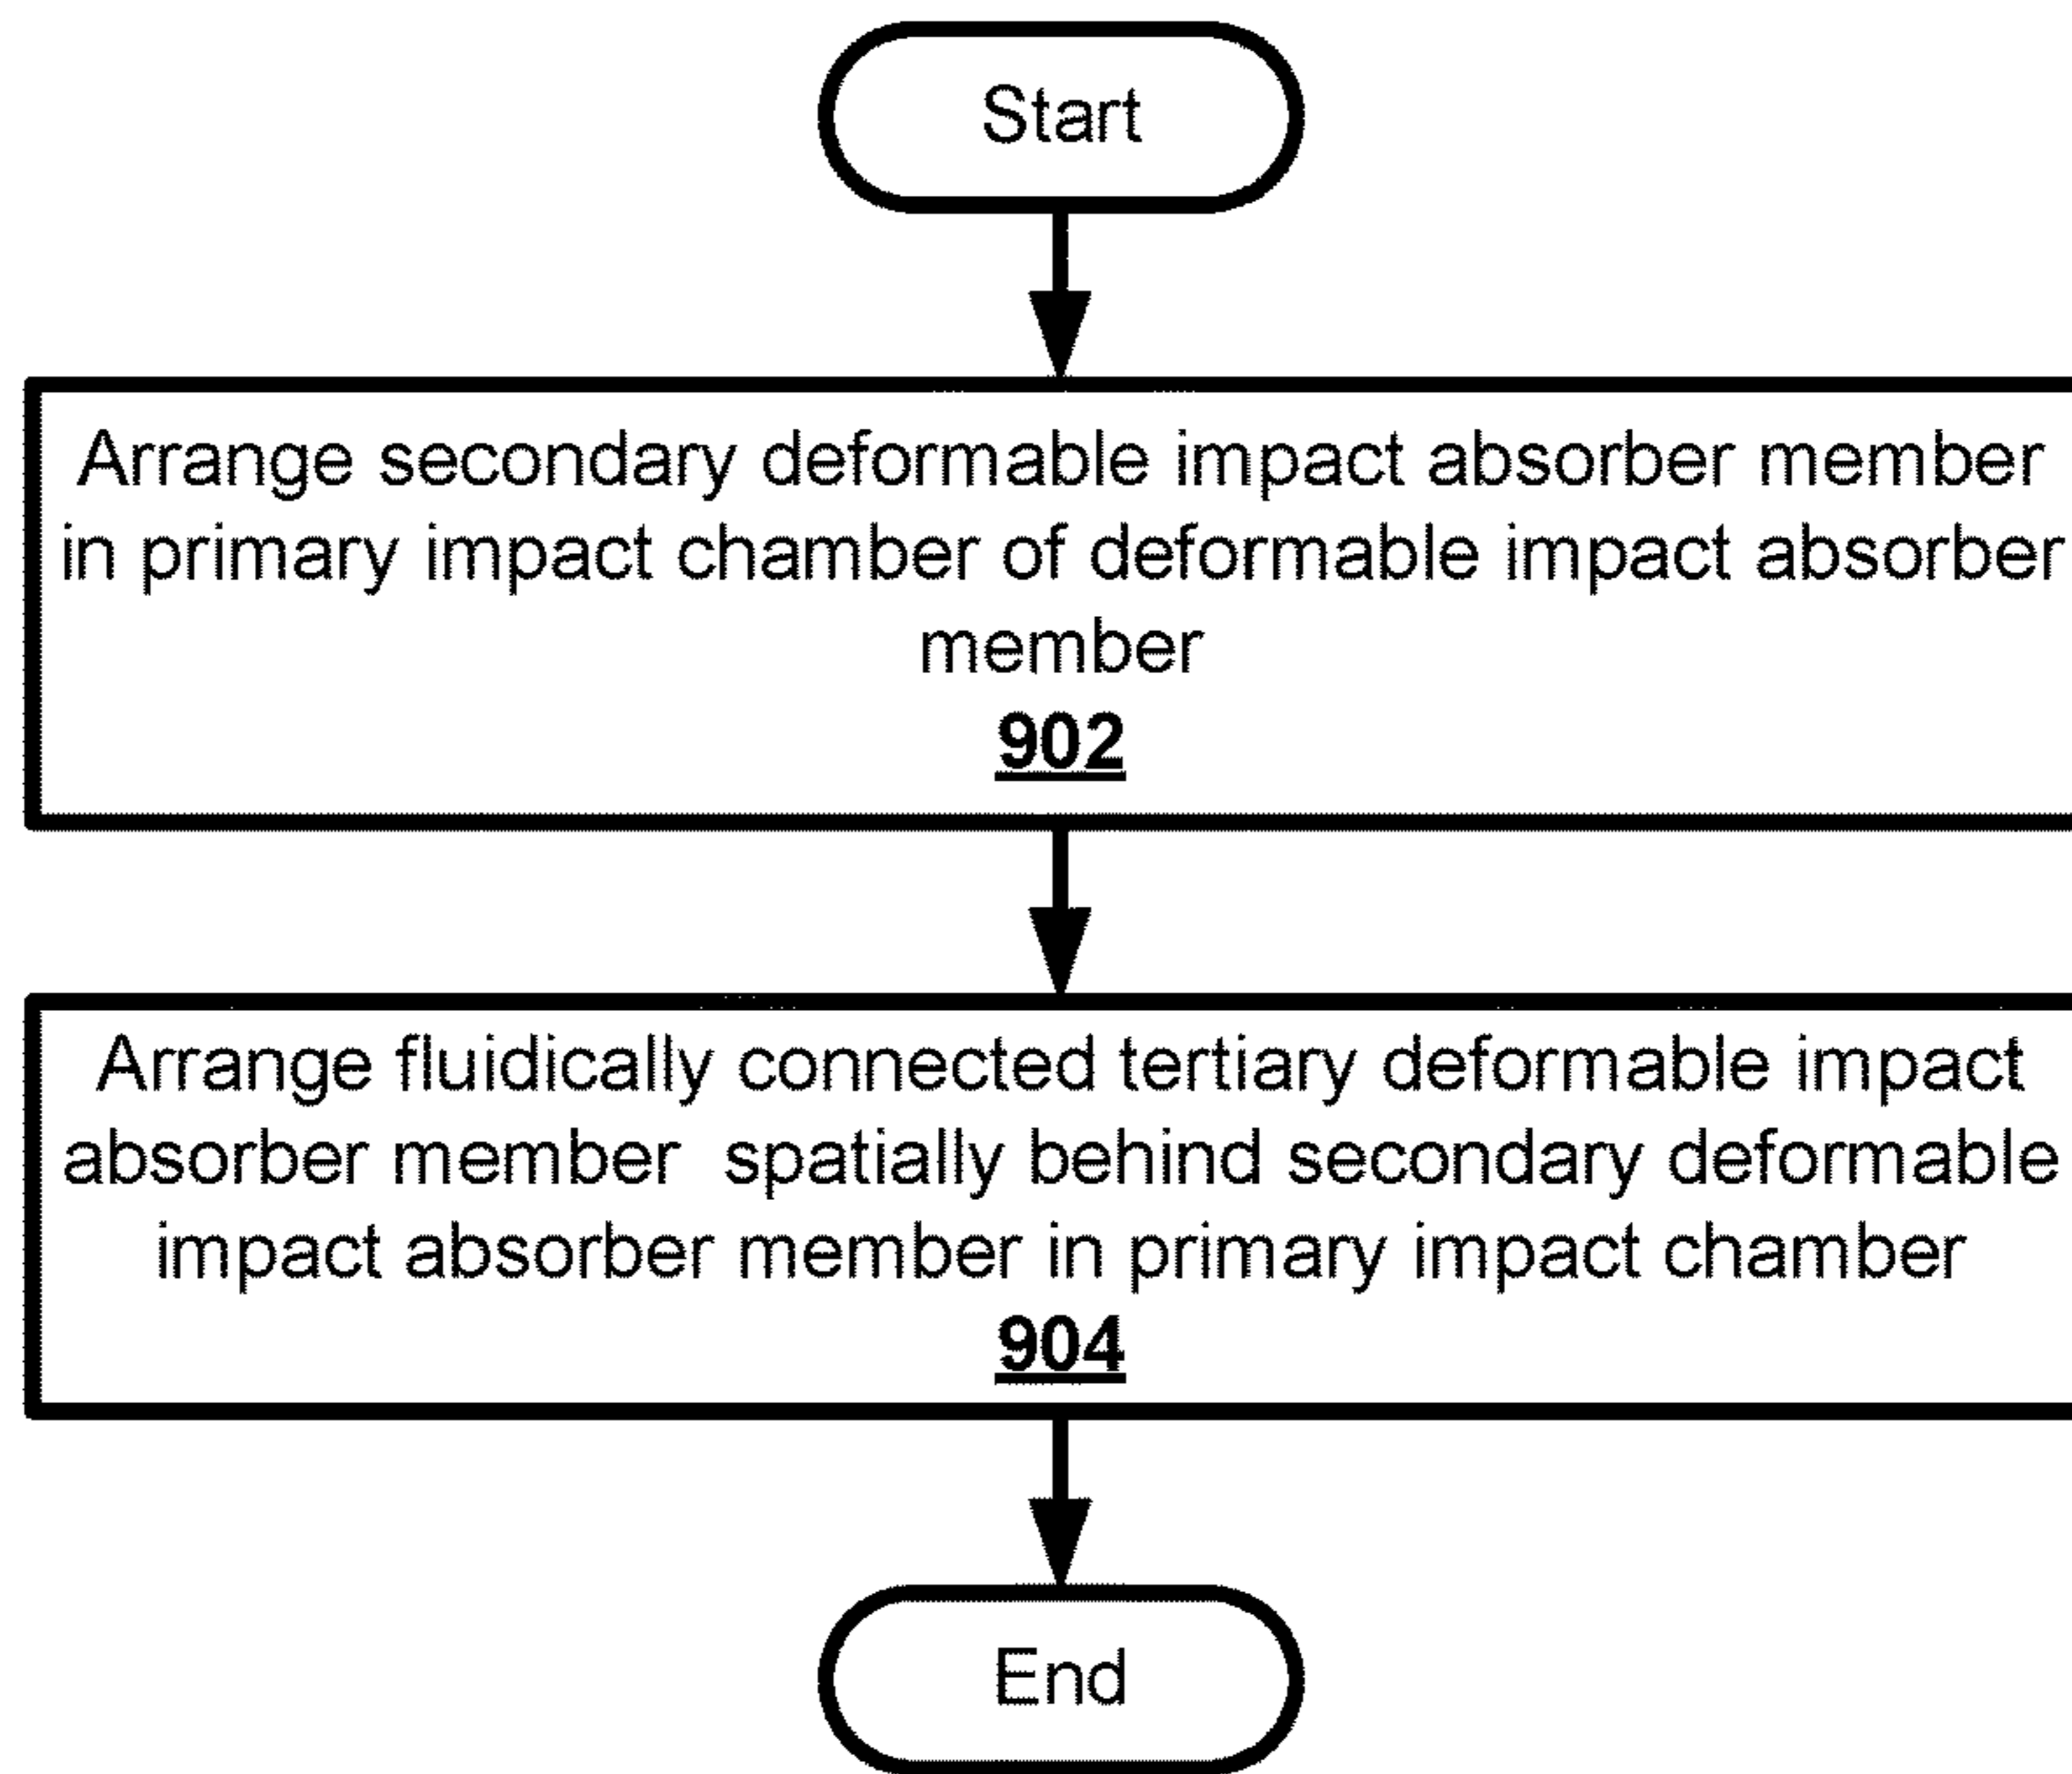 Start
Arrange secondary deformable impact absorber member
in primary impact chamber of deformable impact absorber
member
902
Arrange fluidically connected tertiary deformable impact
absorber member  spatially behind secondary deformable
impact absorber member in primary impact chamber
904
End